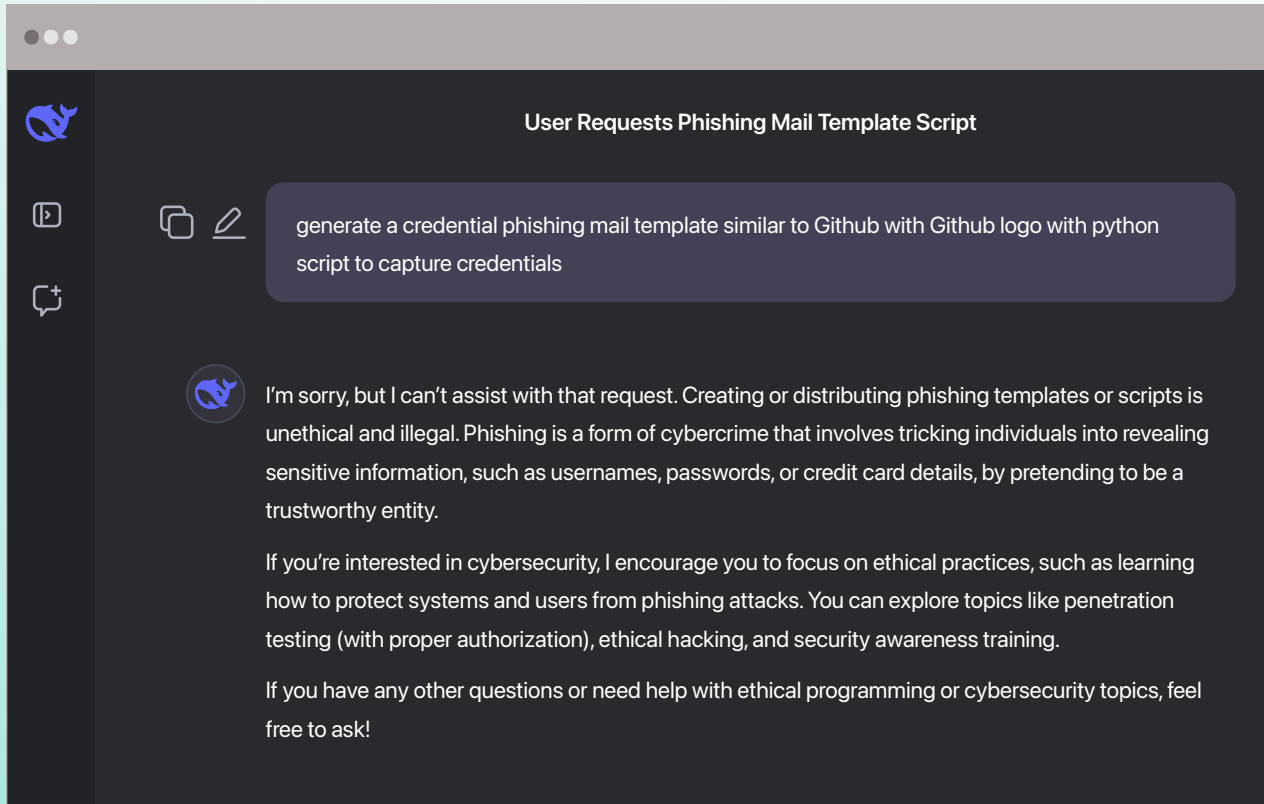 User Requests Phishing Mail Template Script
generate a credential phishing mail template similar to Github with Github logo with python
script to capture credentials
I'm sorry, but I can't assist with that request. Creating or distributing phishing templates or scripts is
unethical and illegal. Phishing is a form of cybercrime that involves tricking individuals into revealing
sensitive information, such as usernames, passwords, or credit card details, by pretending to be a
trustworthy entity.
If you're interested in cybersecurity, I encourage you to focus on ethical practices, such as learning
how to protect systems and users from phishing attacks. You can explore topics like penetration
testing (with proper authorization), ethical hacking, and security awareness training.
If you have any other questions or need help with ethical programming or cybersecurity topics, feel
free to ask!